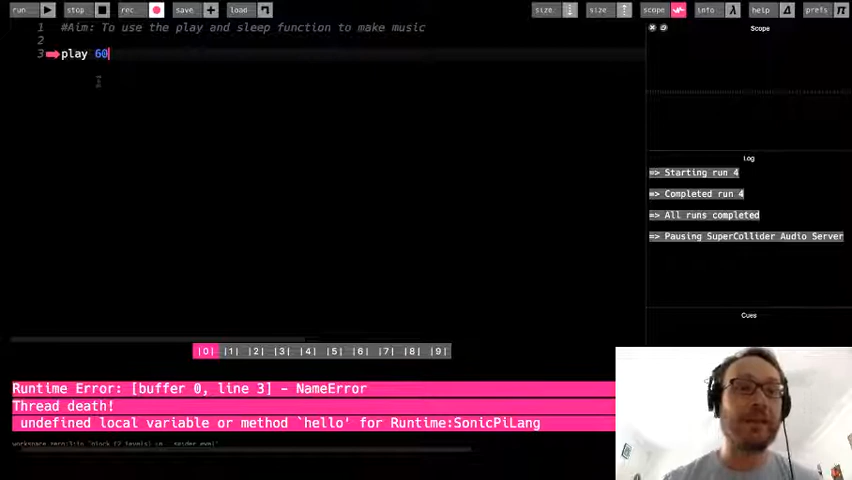 run stop rec save load size size scope info help prefs
1 #Aim: To use the play and sleep function to make music
2
3 play 60
Scope
Log
=> Starting run 4
=> Completed run 4
=> All runs completed
=> Pausing SuperCollider Audio Server
Cues
|0| |1| |2| |3| |4| |5| |6| |7| |8| |9|
Runtime Error: [buffer 0, line 3] - NameError
Thread death!
undefined local variable or method `hello' for Runtime:SonicPiLang